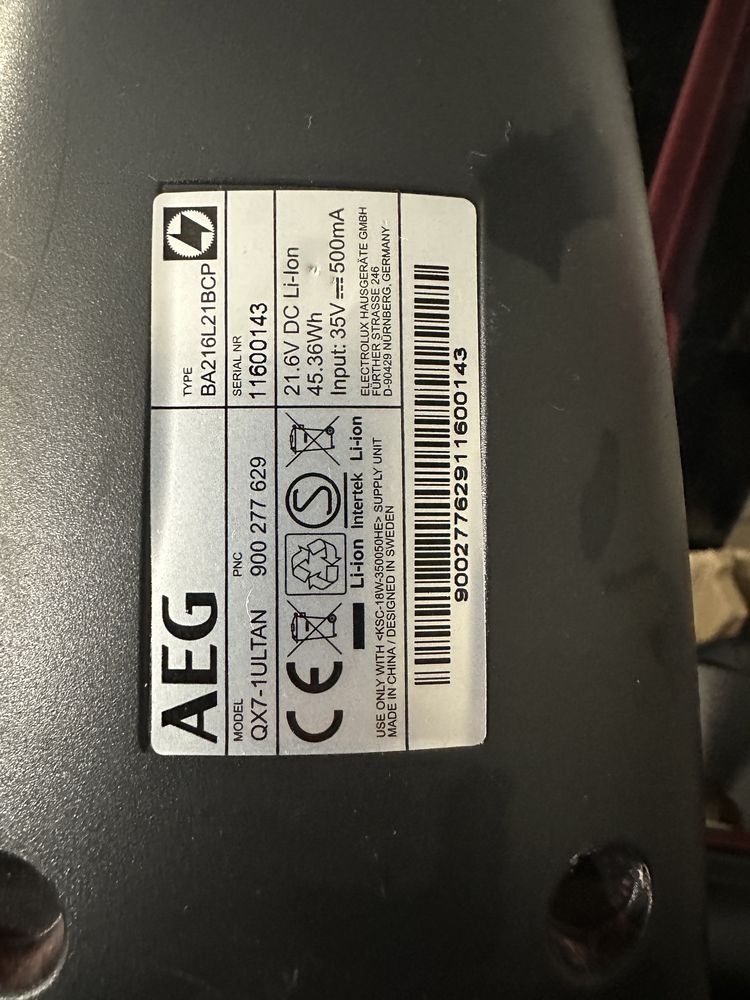 AEG
TYPE
BA216L21BCP
MODEL
QX7-1ULTAN
PNC
900 277 629
SERIAL NR
11600143
CE
Li-ion
Intertek
Li-ion
S
21.6V DC Li-Ion
45.36Wh
Input: 35V ⎓ 500mA
USE ONLY WITH <KSC-18W-350050HE> SUPPLY UNIT
MADE IN CHINA / DESIGNED IN SWEDEN
ELECTROLUX HAUSGERÄTE GMBH
FÜRTHER STRASSE 246
D-90429 NÜRNBERG, GERMANY
90027762911600143